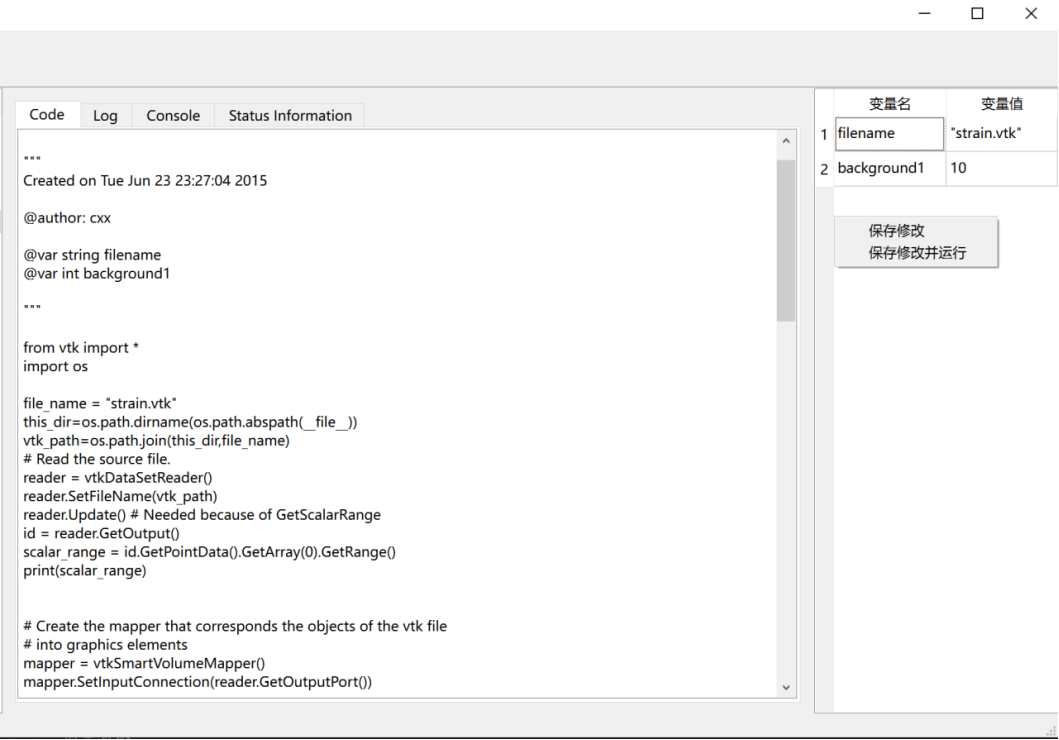 Code Log Console Status Information
"""
Created on Tue Jun 23 23:27:04 2015
@author: cxx
@var string filename
@var int background1
"""
from vtk import *
import os
file_name = "strain.vtk"
this_dir=os.path.dirname(os.path.abspath(__file__))
vtk_path=os.path.join(this_dir,file_name)
# Read the source file.
reader = vtkDataSetReader()
reader.SetFileName(vtk_path)
reader.Update() # Needed because of GetScalarRange
id = reader.GetOutput()
scalar_range = id.GetPointData().GetArray(0).GetRange()
print(scalar_range)
# Create the mapper that corresponds the objects of the vtk file
# into graphics elements
mapper = vtkSmartVolumeMapper()
mapper.SetInputConnection(reader.GetOutputPort())
变量名 变量值
1 filename "strain.vtk"
2 background1 10
保存修改
保存修改并运行